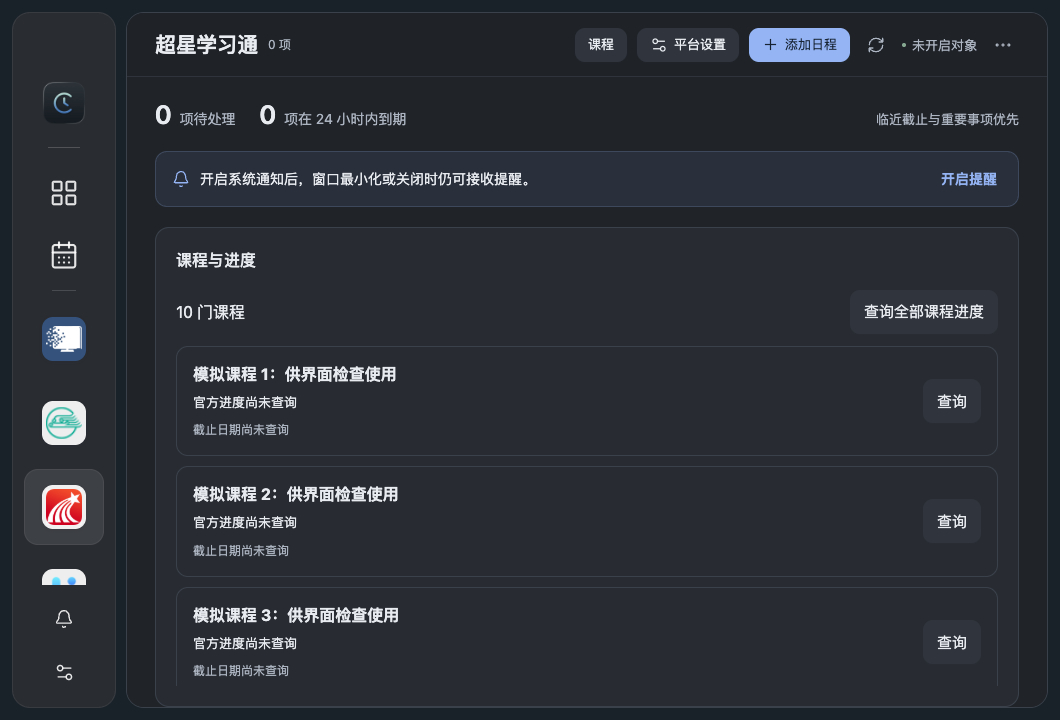 超星学习通 0 项
课程
平台设置
添加日程
未开启对象
0 项待处理 0 项在 24 小时内到期
临近截止与重要事项优先
开启系统通知后，窗口最小化或关闭时仍可接收提醒。
开启提醒
课程与进度
10 门课程
查询全部课程进度
模拟课程 1：供界面检查使用
官方进度尚未查询
截止日期尚未查询
查询
模拟课程 2：供界面检查使用
官方进度尚未查询
截止日期尚未查询
查询
模拟课程 3：供界面检查使用
官方进度尚未查询
截止日期尚未查询
查询